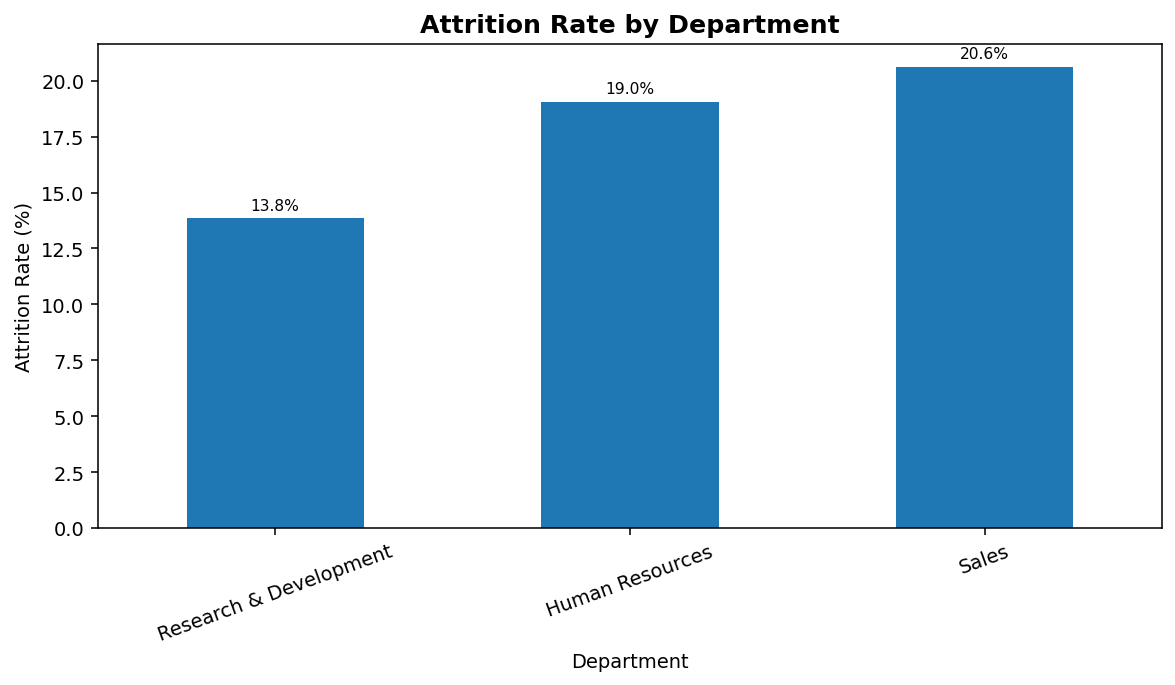 Attrition Rate by Department
20.6%
19.0%
13.8%
Attrition Rate (%)
20.0
17.5
15.0
12.5
10.0
7.5
5.0
2.5
0.0
Research & Development
Human Resources
Sales
Department